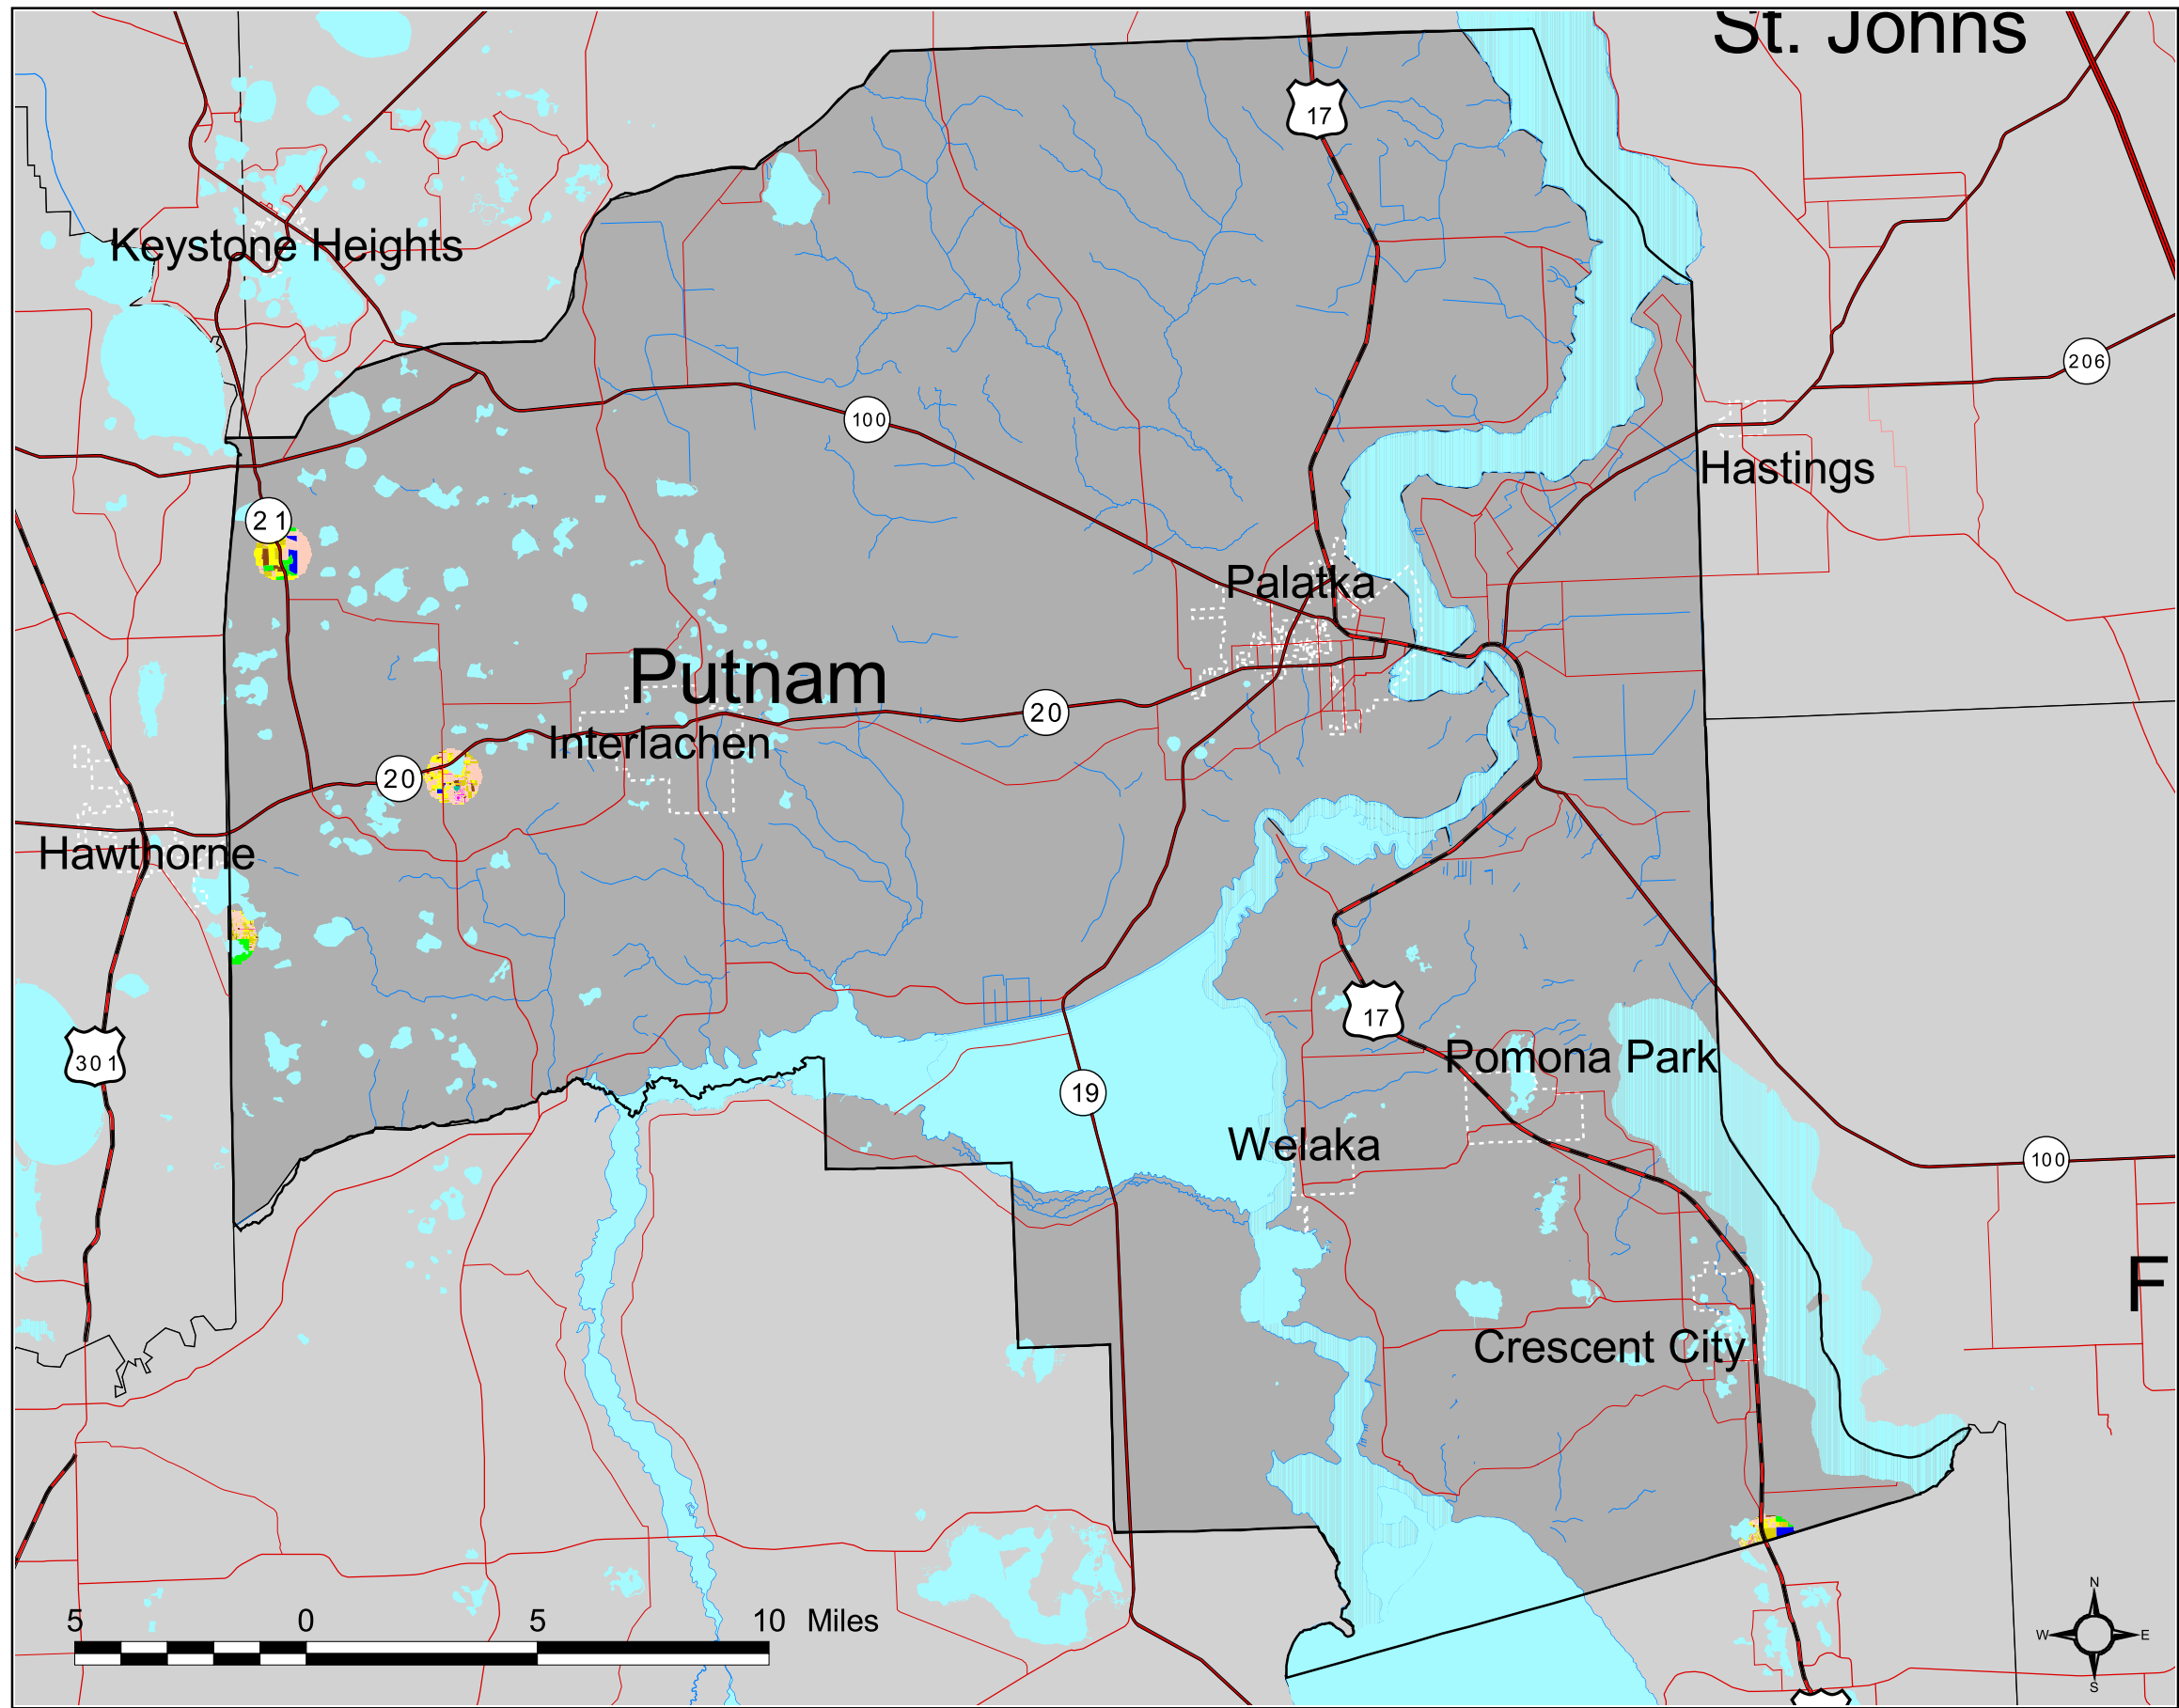 St. Johns
17
Keystone Heights
206
100
Hastings
21
Palatka
Putnam
20
Interlachen
20
Hawthorne
17
301
Pomona Park
19
Welaka
100
F
Crescent City
5 0 5 10 Miles
N
W E
S